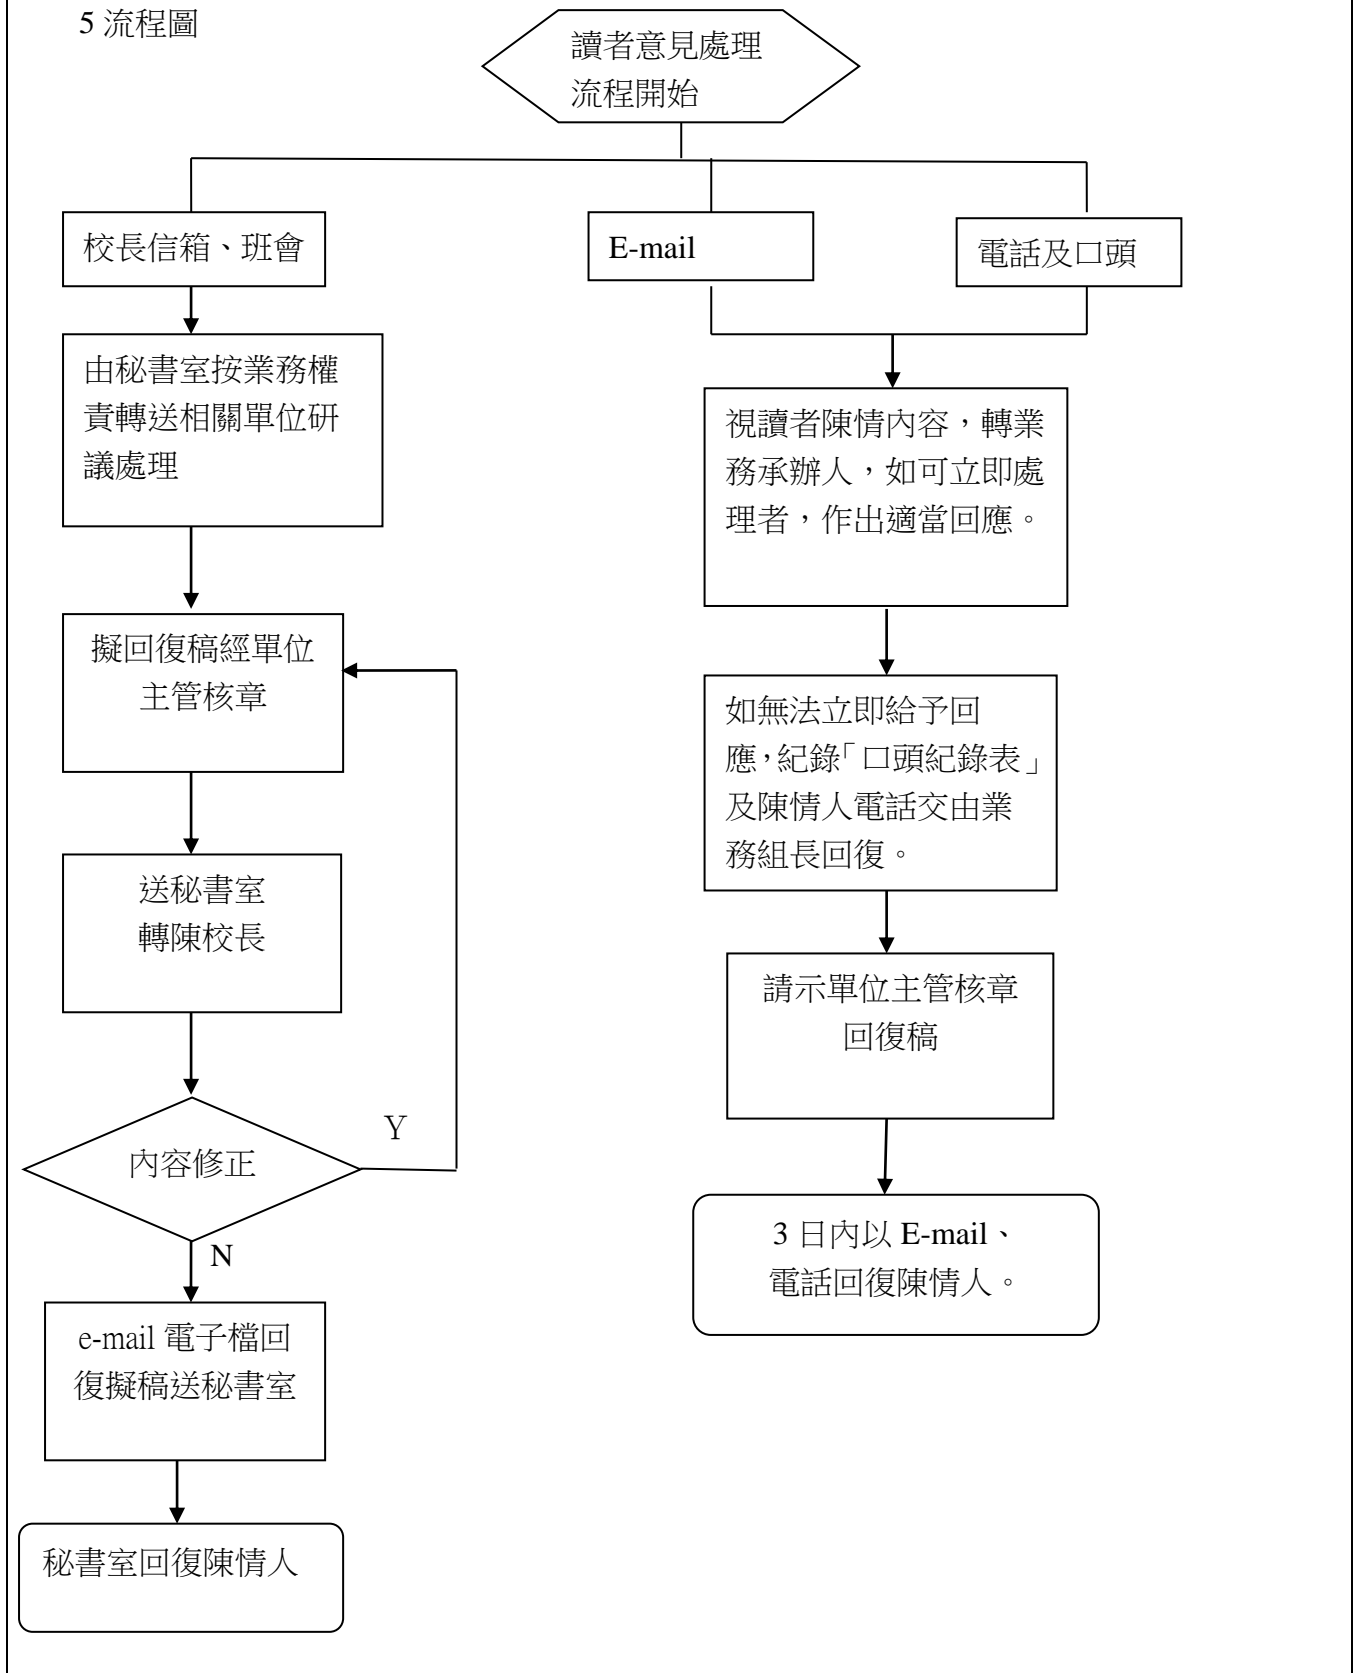 5 流程圖
讀者意見處理
流程開始
校長信箱、班會
E-mail
電話及口頭
由秘書室按業務權
責轉送相關單位研
議處理
視讀者陳情內容，轉業
務承辦人，如可立即處
理者，作出適當回應。
擬回復稿經單位
主管核章
如無法立即給予回
應，紀錄「口頭紀錄表」
及陳情人電話交由業
務組長回復。
送秘書室
轉陳校長
請示單位主管核章
回復稿
Y
內容修正
N
3 日內以 E-mail、
電話回復陳情人。
e-mail 電子檔回
復擬稿送秘書室
秘書室回復陳情人